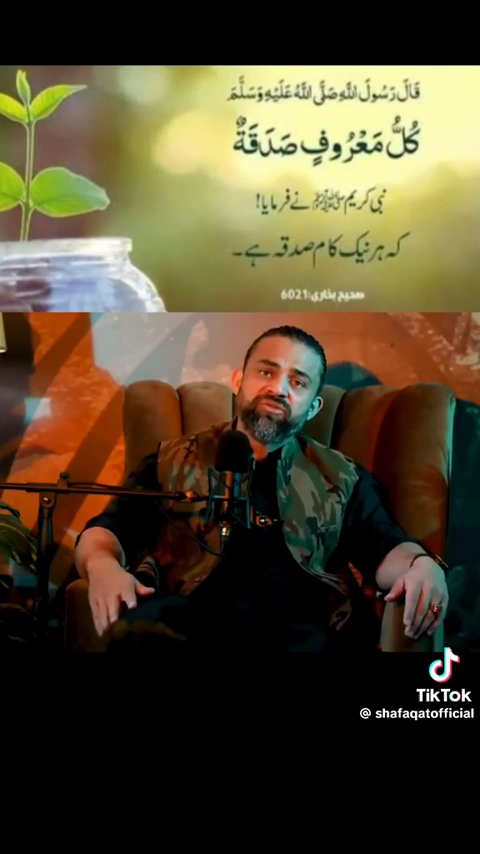 قَالَ رَسُولَ اللّٰهِ صَلَّى اللّٰهُ عَلَيْهِ وَسَلَّمَ
كُلُّ مَعْرُوفٍ صَدَقَةٌ
نبی کریم ﷺ نے فرمایا!
کہ ہر نیک کام صدقہ ہے۔
صحیح بخاری:6021
TikTok
@ shafaqatofficial